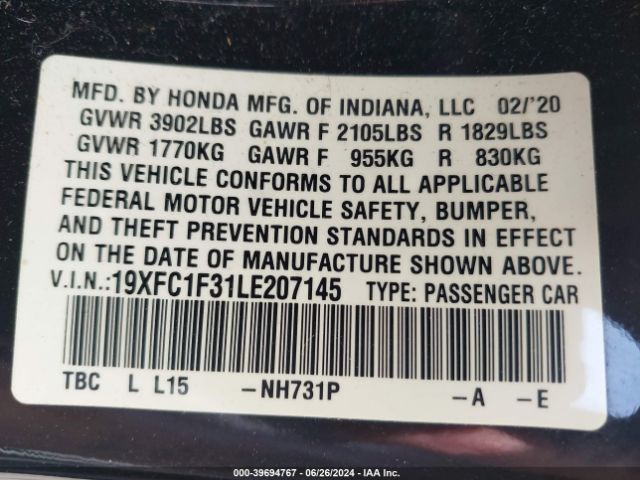 MFD. BY HONDA MFG. OF INDIANA, LLC 02/'20
GVWR 3902LBS GAWR F 2105LBS R 1829LBS
GVWR 1770KG GAWR F 955KG R 830KG
THIS VEHICLE CONFORMS TO ALL APPLICABLE
FEDERAL MOTOR VEHICLE SAFETY, BUMPER,
AND THEFT PREVENTION STANDARDS IN EFFECT
ON THE DATE OF MANUFACTURE SHOWN ABOVE.
V.I.N.:19XFC1F31LE207145 TYPE: PASSENGER CAR
TBC L L15 -NH731P -A -E
000-39694767 - 06/26/2024 - IAA Inc.